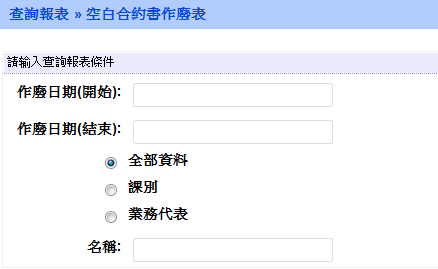 查詢報表 » 空白合約書作廢表
請輸入查詢報表條件
作廢日期(開始):
作廢日期(結束):
全部資料
課別
業務代表
名稱: